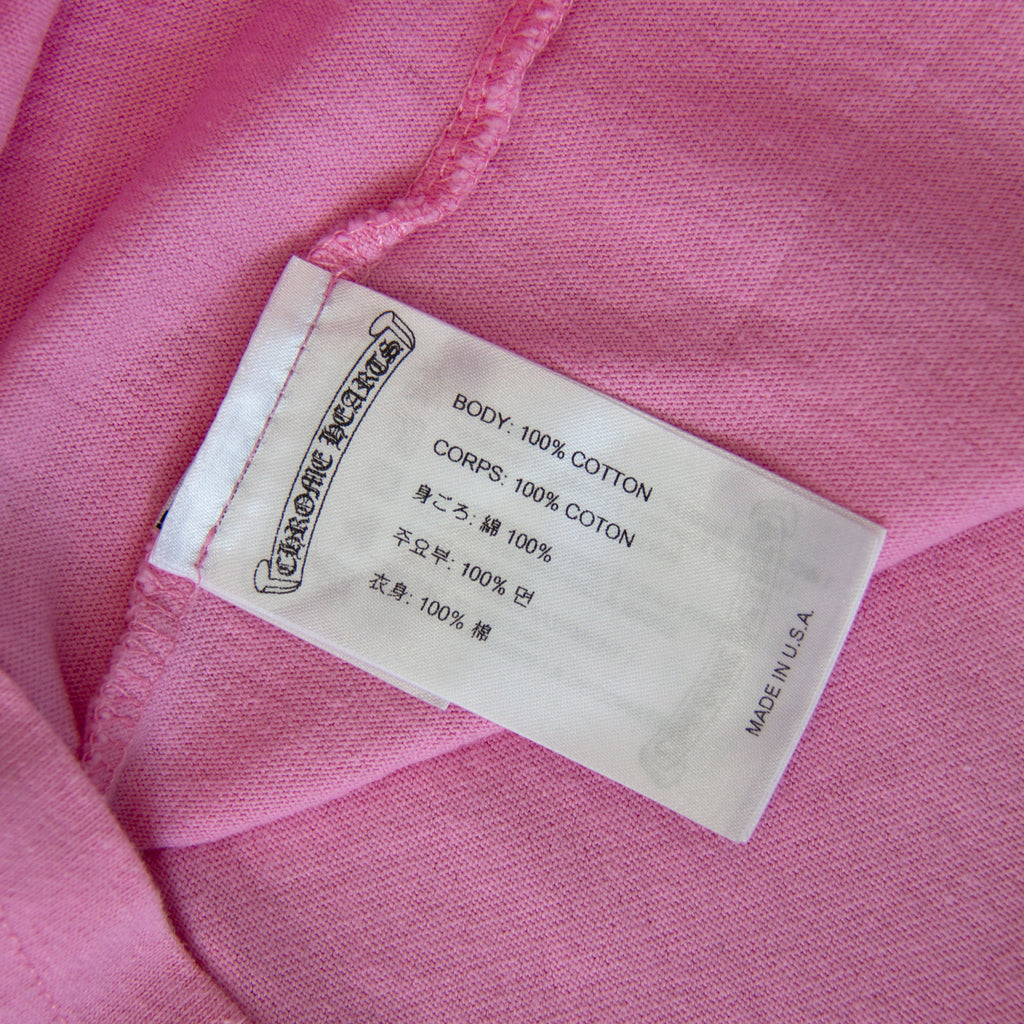 CHROME HEARTS
BODY: 100% COTTON
CORPS: 100% COTON
身ごろ: 綿 100%
주요부: 100% 면
衣身: 100% 棉
MADE IN U.S.A.